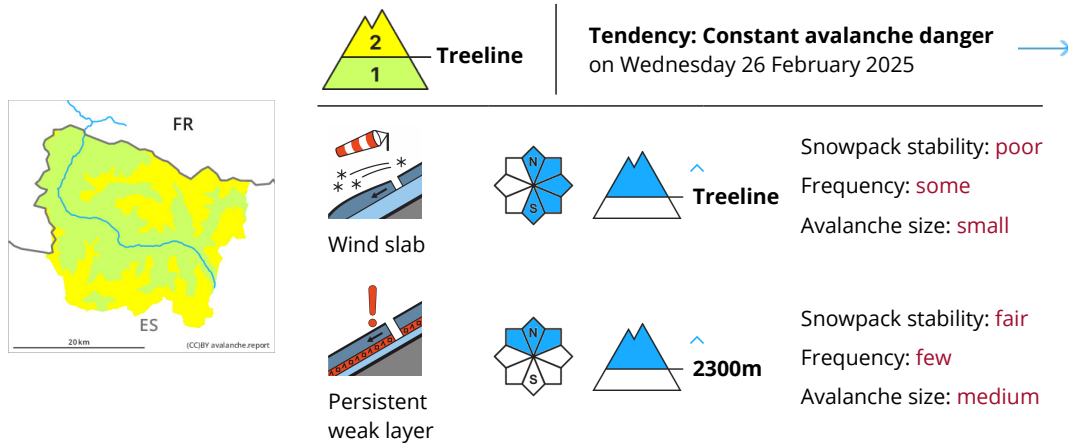 2
Treeline
1
Tendency: Constant avalanche danger
on Wednesday 26 February 2025
FR
ES
20 km
(CC)BY avalanche.report
Wind slab
N
S
Treeline
Snowpack stability: poor
Frequency: some
Avalanche size: small
Persistent
weak layer
N
S
2300m
Snowpack stability: fair
Frequency: few
Avalanche size: medium